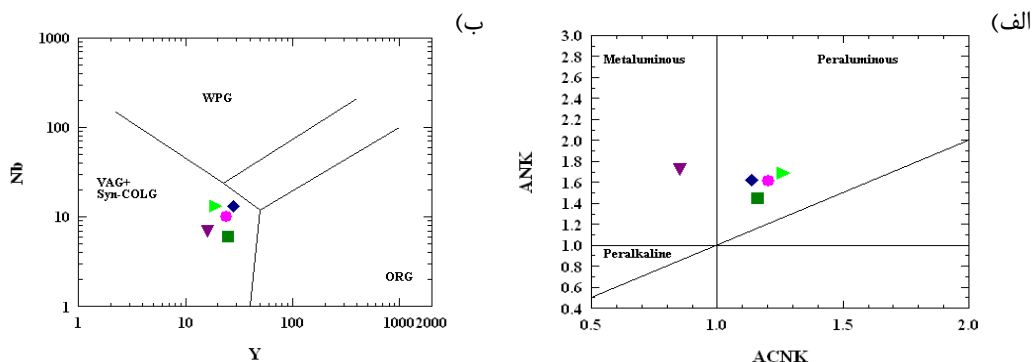 الف)
3.0
2.8
2.6
2.4
2.2
2.0
1.8
1.6
1.4
1.2
1.0
0.8
0.6
0.4
ANK
Metaluminous
Peraluminous
Peralkaline
0.5
1.0
1.5
2.0
ACNK
ب)
1000
100
10
1
Nb
WPG
VAG+
Syn-COLG
ORG
1
10
100
1000 2000
Y